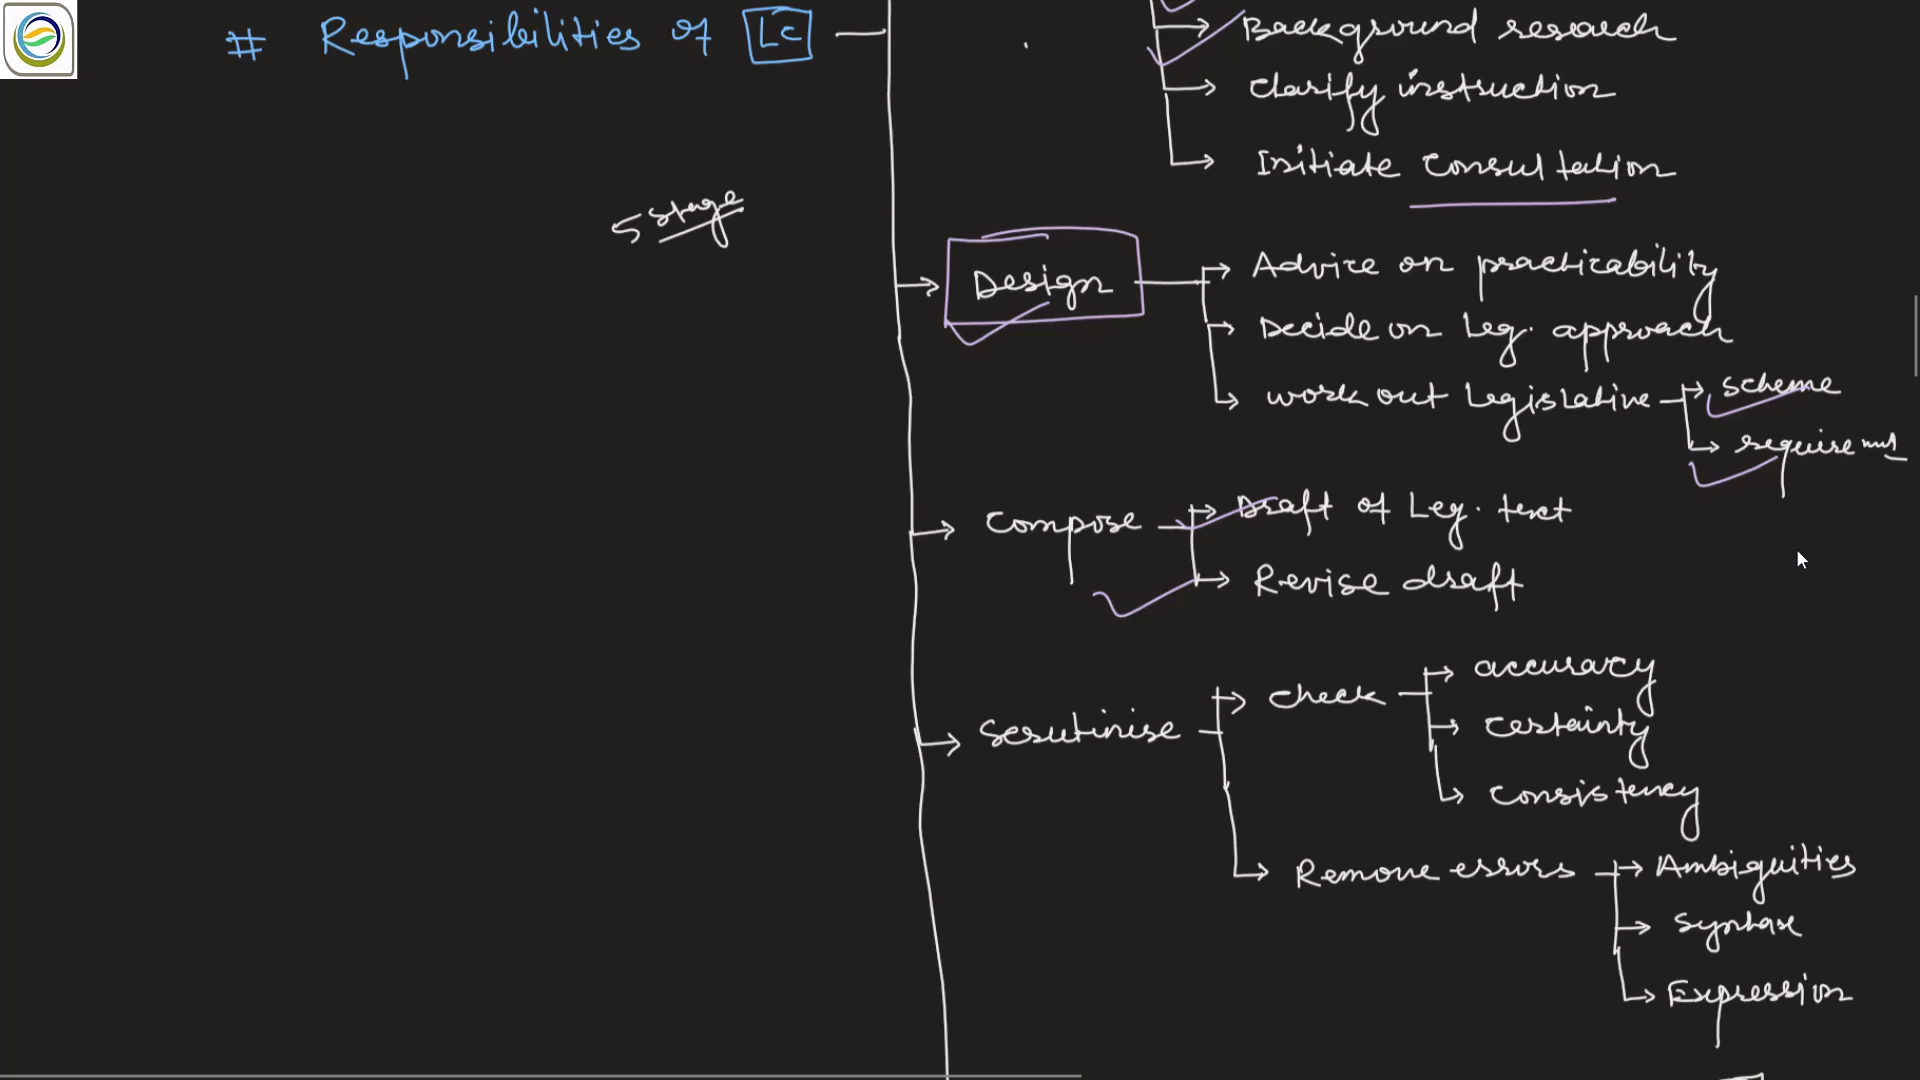 # Responsibilities of LC
Background research
Clarify instruction
Initiate Consultation
5 stage
Design
Advice on practicability
Decide on Leg. approach
work out Legislative
scheme
requirement
Compose
Draft of Leg. text
Revise draft
Scrutinise
Check
accuracy
Certainty
Consistency
Remove errors
Ambiguities
Syntax
Expression